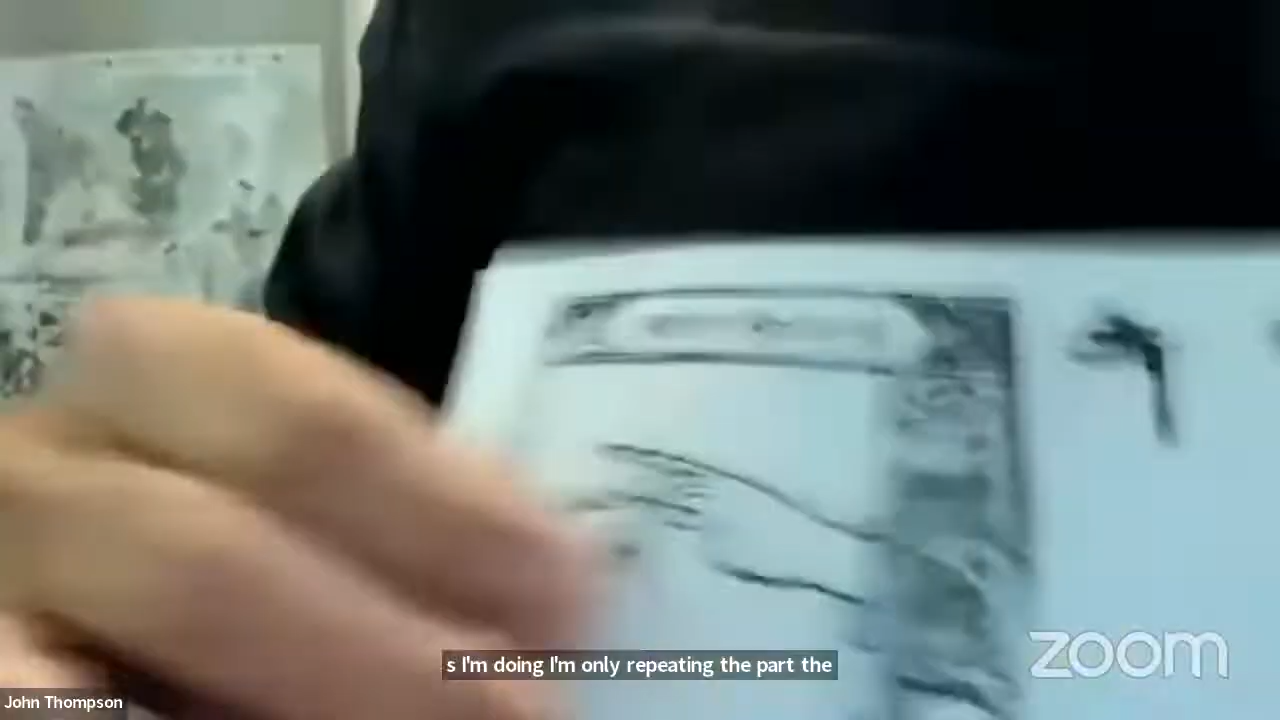 s I'm doing I'm only repeating the part the
zoom
John Thompson